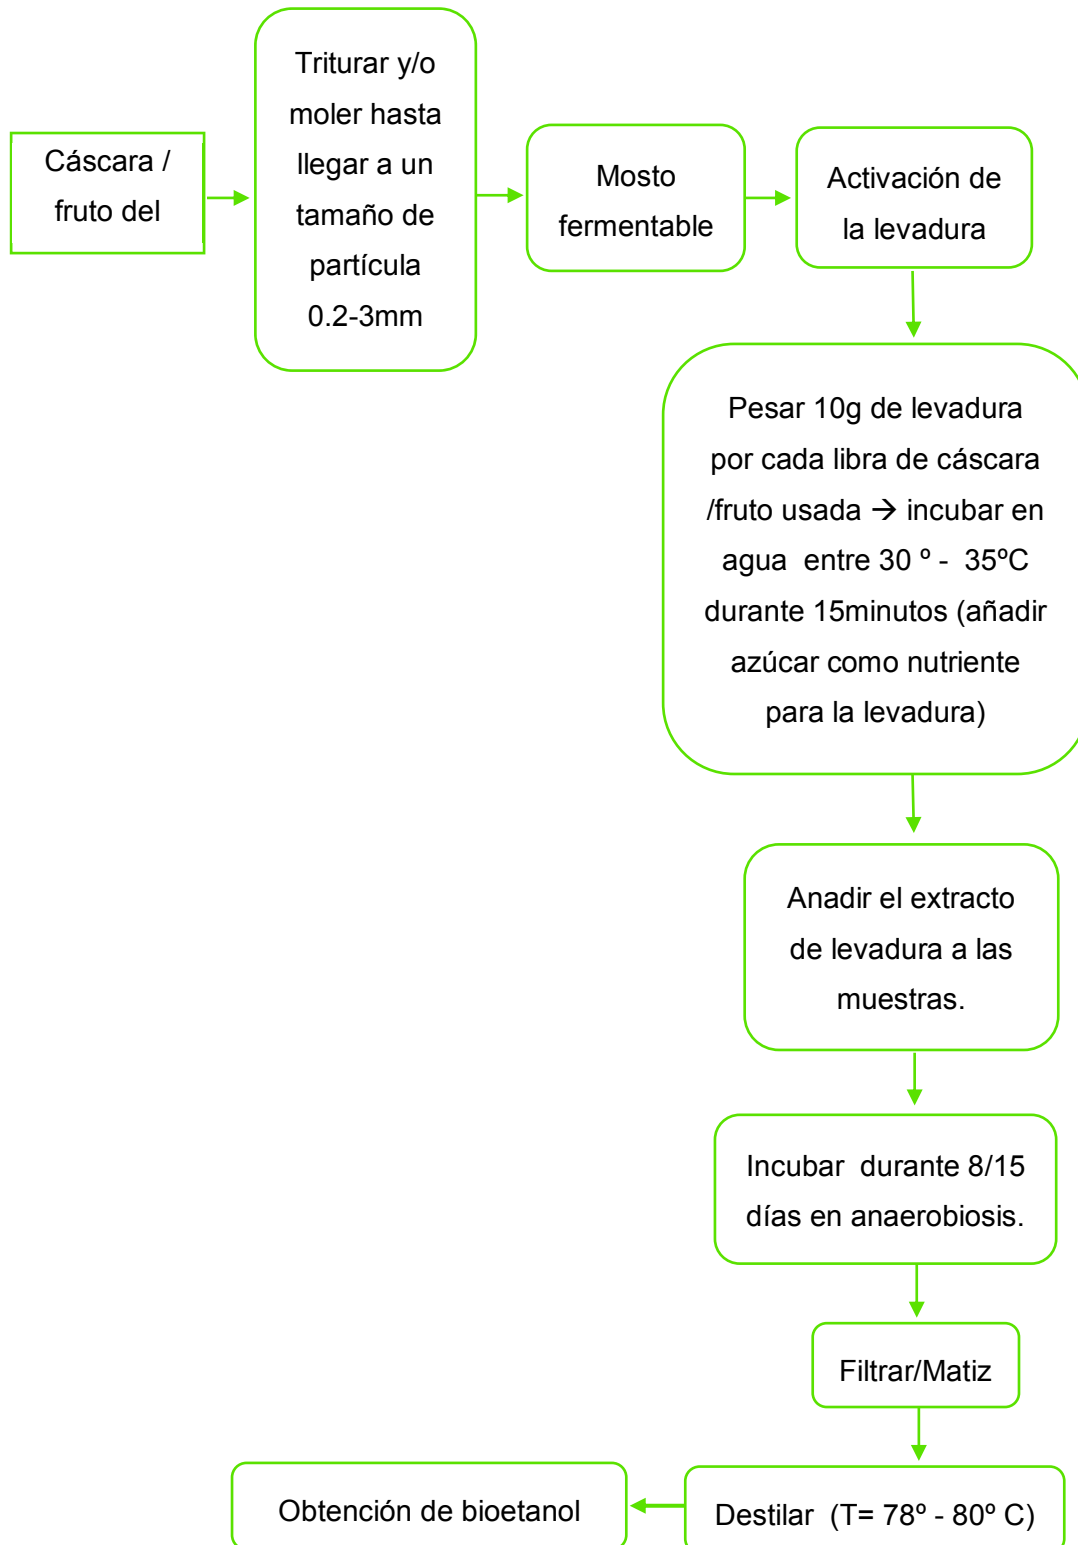 Cáscara /
fruto del
Triturar y/o
moler hasta
llegar a un
tamaño de
partícula
0.2-3mm
Mosto
fermentable
Activación de
la levadura
Pesar 10g de levadura
por cada libra de cáscara
/fruto usada → incubar en
agua entre 30 º - 35ºC
durante 15minutos (añadir
azúcar como nutriente
para la levadura)
Anadir el extracto
de levadura a las
muestras.
Incubar durante 8/15
días en anaerobiosis.
Filtrar/Matiz
Destilar (T= 78º - 80º C)
Obtención de bioetanol